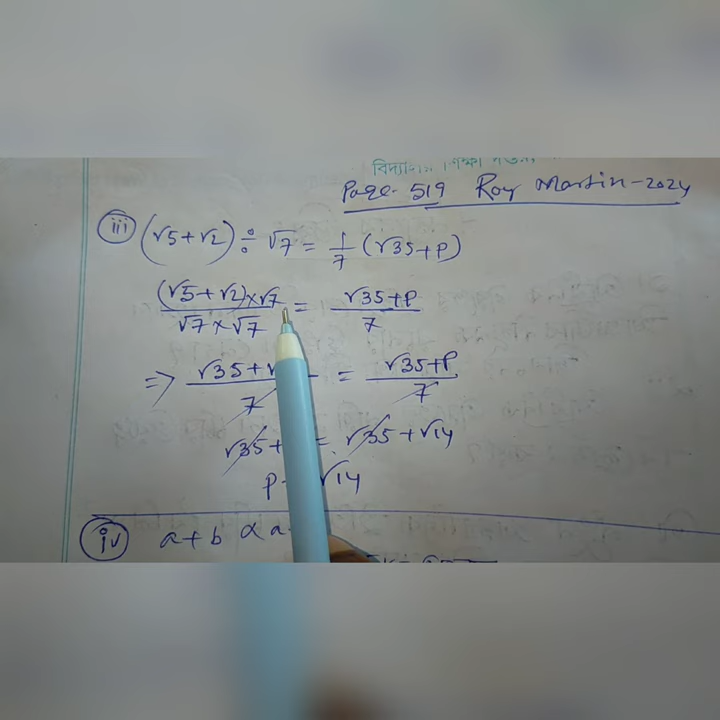 বিদ্যালয় শিক্ষা
Page. 519 Roy Martin-2024
(iii) (√5+√2) ÷ √7 = 1/7 (√35+P)
(√5+√2)×√7 / √7×√7 = √35+P / 7
=> √35+ / 7 = √35+P / 7
√35+ = √35+√14
P √14
(iv) a+b ∝ a-